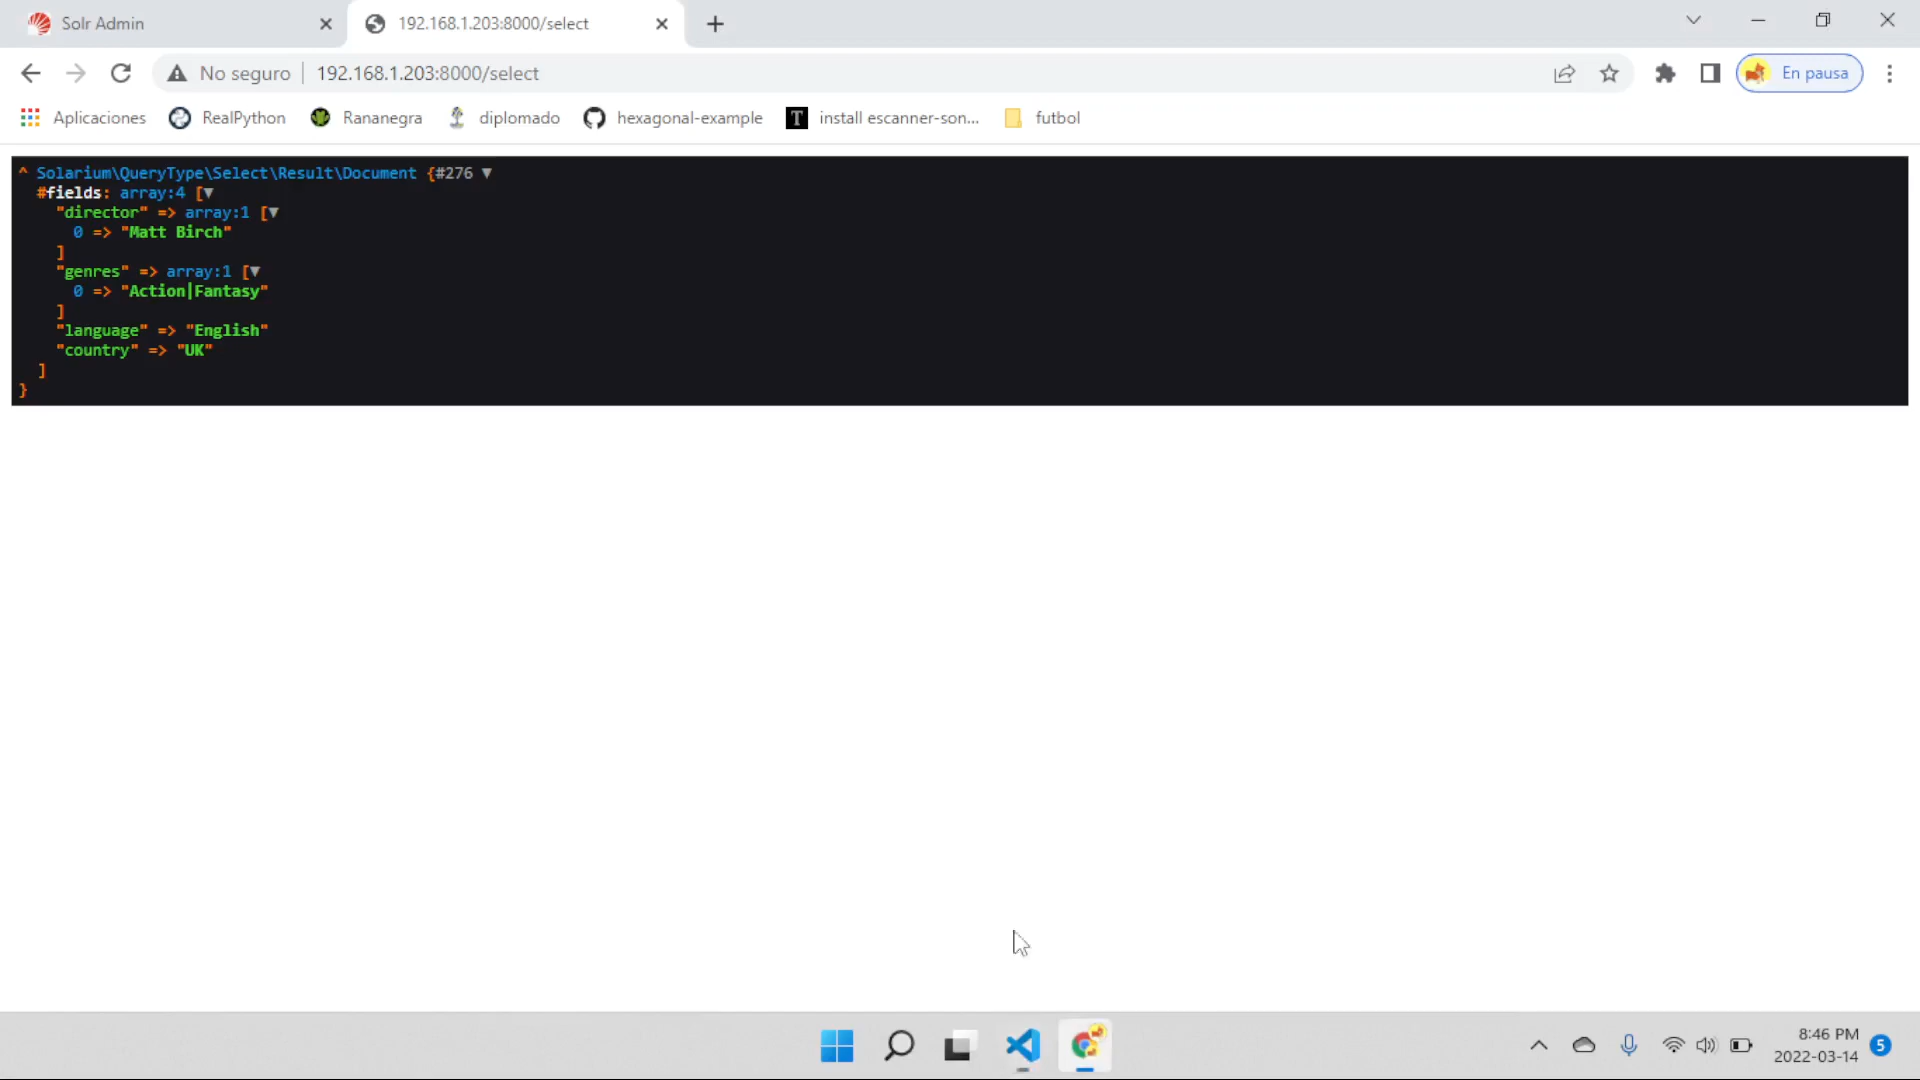 Solr Admin
192.168.1.203:8000/select
No seguro
192.168.1.203:8000/select
En pausa
Aplicaciones
RealPython
Rananegra
diplomado
hexagonal-example
T
install escanner-son...
futbol
^ Solarium\QueryType\Select\Result\Document {#276 ▼
#fields: array:4 [▼
"director" => array:1 [▼
0 => "Matt Birch"
]
"genres" => array:1 [▼
0 => "Action|Fantasy"
]
"language" => "English"
"country" => "UK"
]
}
8:46 PM
2022-03-14
5